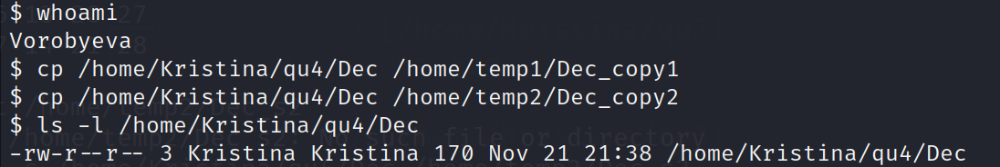 $ whoami
Vorobyeva
$ cp /home/Kristina/qu4/Dec /home/temp1/Dec_copy1
$ cp /home/Kristina/qu4/Dec /home/temp2/Dec_copy2
$ ls -l /home/Kristina/qu4/Dec
-rw-r--r-- 3 Kristina Kristina 170 Nov 21 21:38 /home/Kristina/qu4/Dec